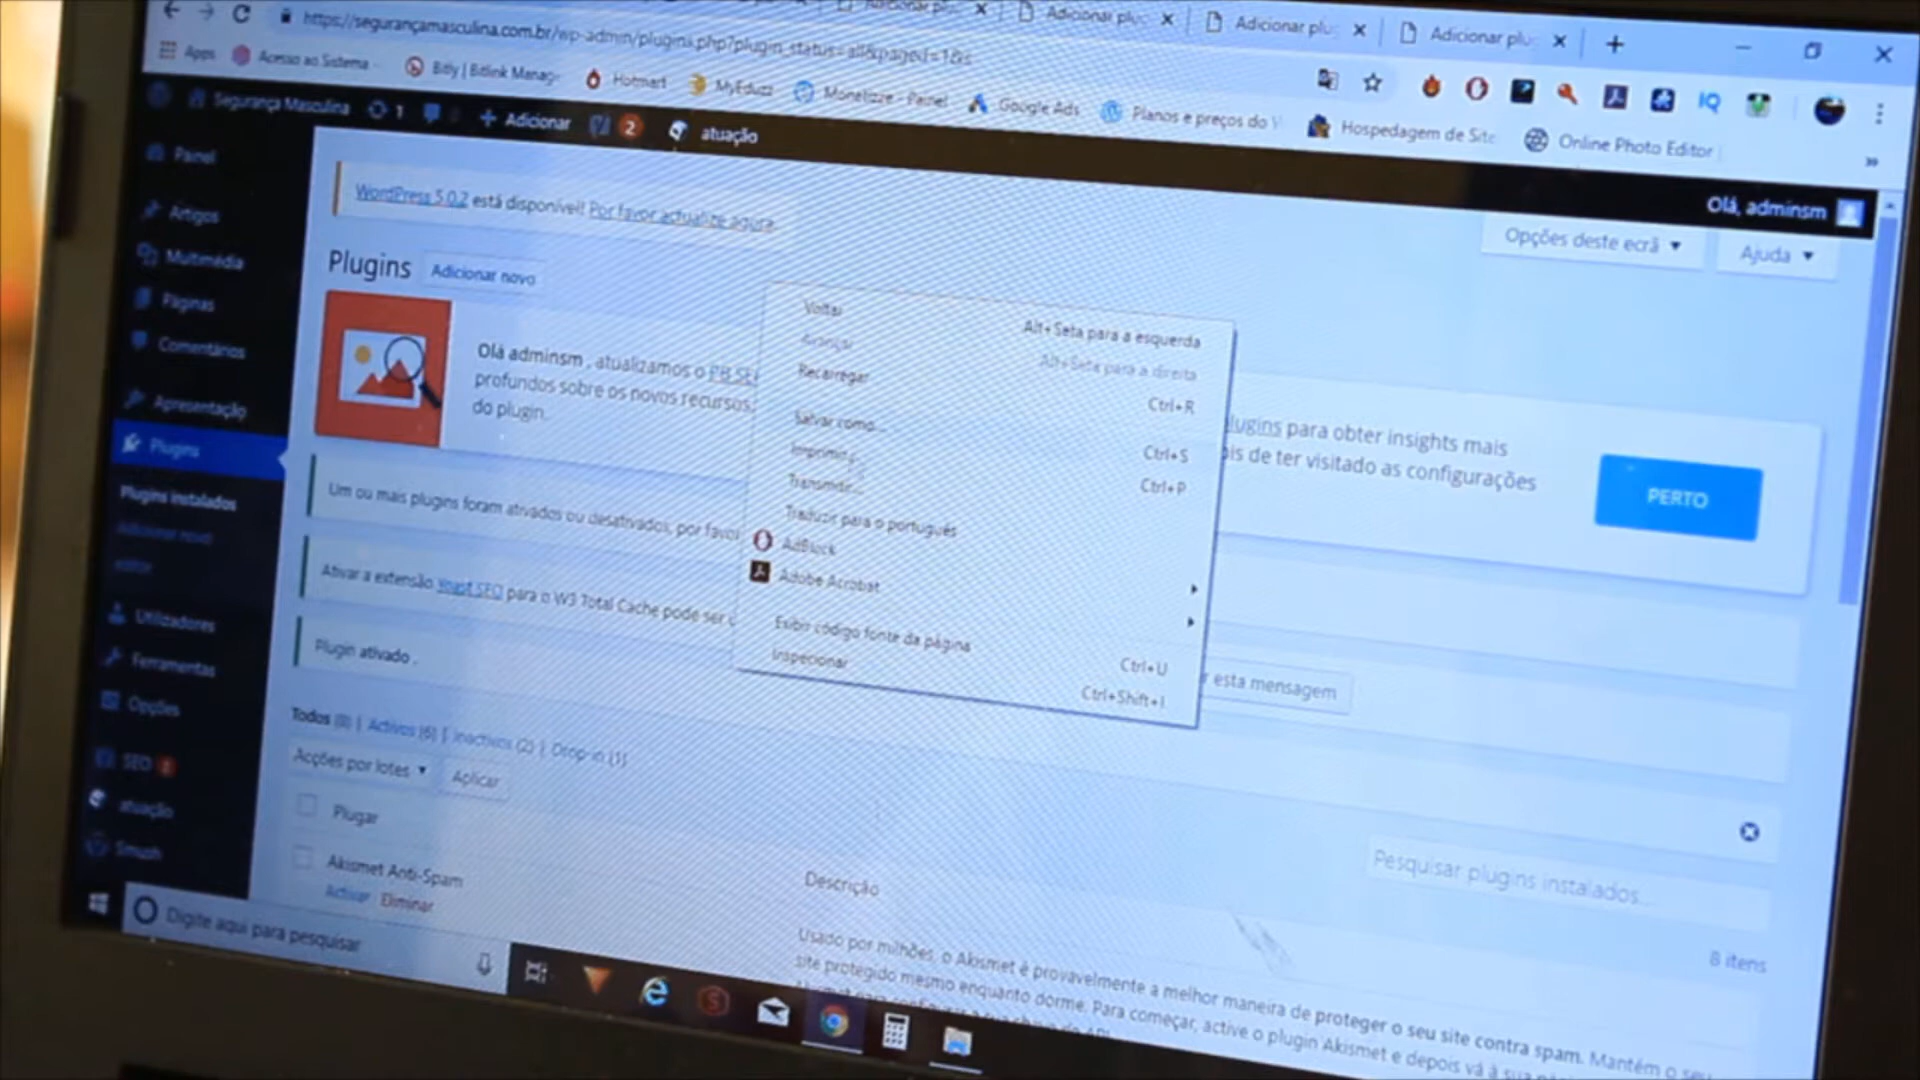 Adicionar plu
Adicionar plu
Adicionar plu
https://segurançamasculina.com.br/wp-admin/plugins.php?plugin_status=all&paged=1&s
Apps
Acesso ao Sistema
Bitly | Bitlink Manag
Hotmart
MyEduzz
Monetizze - Painel
Google Ads
Planos e preços do
Hospedagem de Site
Online Photo Editor
Segurança Masculina
1
Adicionar
2
atuação
Olá, adminsm
Painel
Artigos
Multimédia
Páginas
Comentários
Apresentação
Plugins
Plugins instalados
Adicionar novo
editor
Utilizadores
Ferramentas
Opções
SEO
atuação
Smush
WordPress 5.0.2 está disponível! Por favor actualize agora.
Opções deste ecrã
Ajuda
Plugins
Adicionar novo
Olá adminsm , atualizamos o
plugins para obter insights mais
profundos sobre os novos recursos,
is de ter visitado as configurações
do plugin.
PERTO
Um ou mais plugins foram ativados ou desativados, por favor
Ativar a extensão Yoast SEO para o W3 Total Cache pode ser
r esta mensagem
Plugin ativado .
Voltar
Alt+Seta para a esquerda
Avançar
Alt+Seta para a direita
Recarregar
Ctrl+R
Salvar como...
Ctrl+S
Imprimir...
Ctrl+P
Transmitir...
Traduzir para o português
AdBlock
Adobe Acrobat
Exibir código fonte da página
Ctrl+U
Inspecionar
Ctrl+Shift+I
Todos (8) | Activos (6) | Inactivos (2) | Drop-in (1)
Acções por lotes
Aplicar
Pesquisar plugins instalados...
8 itens
Plugar
Descrição
Akismet Anti-Spam
Activar
Eliminar
Usado por milhões, o Akismet é provavelmente a melhor maneira de proteger o seu site contra spam. Mantém o seu
site protegido mesmo enquanto dorme. Para começar, active o plugin Akismet e depois vá à sua
Digite aqui para pesquisar